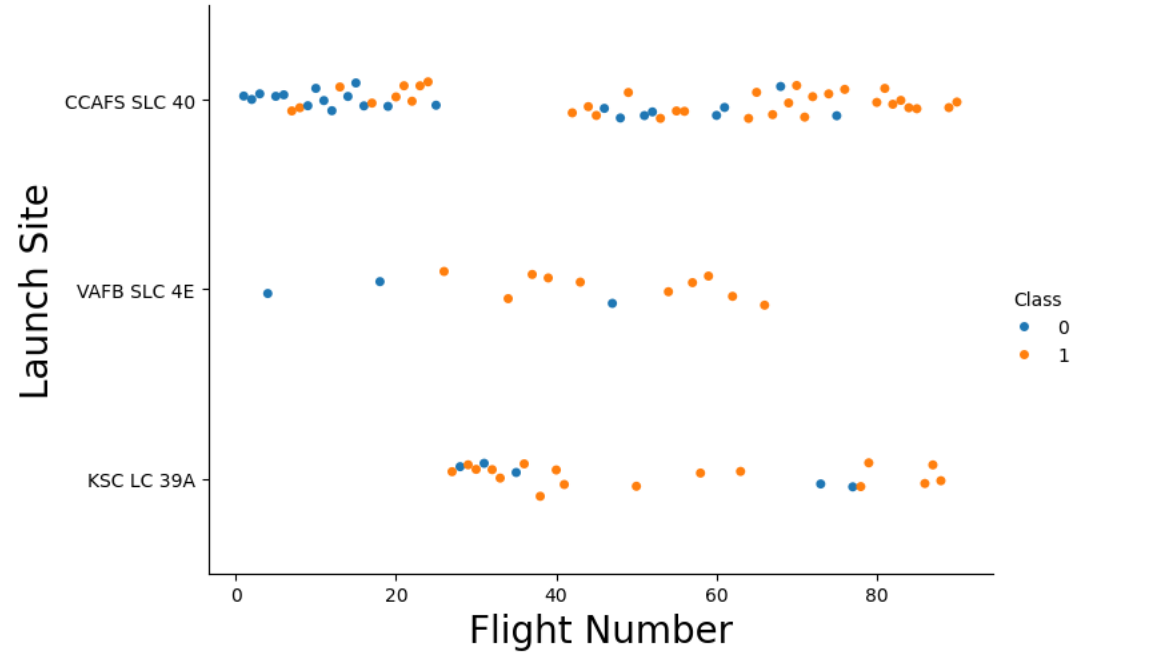 Launch Site
CCAFS SLC 40
VAFB SLC 4E
KSC LC 39A
0 20 40 60 80
Flight Number
Class
0
1